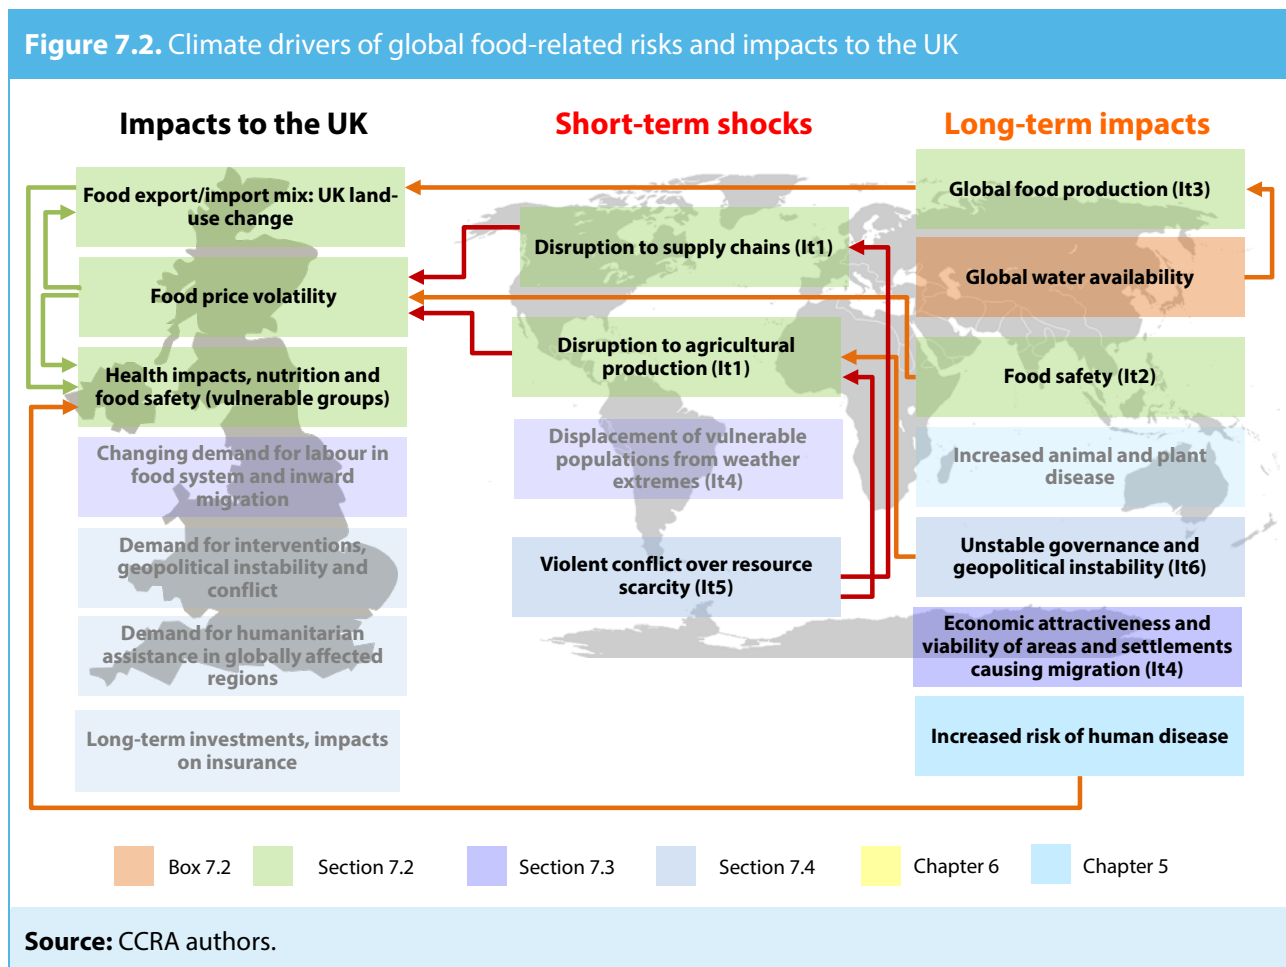 Figure 7.2. Climate drivers of global food-related risks and impacts to the UK
Impacts to the UK
Food export/import mix: UK land-
use change
Food price volatility
Health impacts, nutrition and
food safety (vulnerable groups)
Changing demand for labour in
food system and inward
migration
Demand for interventions,
geopolitical instability and
conflict
Demand for humanitarian
assistance in globally affected
regions
Long-term investments, impacts
on insurance
Short-term shocks
Disruption to supply chains (It1)
Disruption to agricultural
production (It1)
Displacement of vulnerable
populations from weather
extremes (It4)
Violent conflict over resource
scarcity (It5)
Long-term impacts
Global food production (It3)
Global water availability
Food safety (It2)
Increased animal and plant
disease
Unstable governance and
geopolitical instability (It6)
Economic attractiveness and
viability of areas and settlements
causing migration (It4)
Increased risk of human disease
Box 7.2
Section 7.2
Section 7.3
Section 7.4
Chapter 6
Chapter 5
Source: CCRA authors.